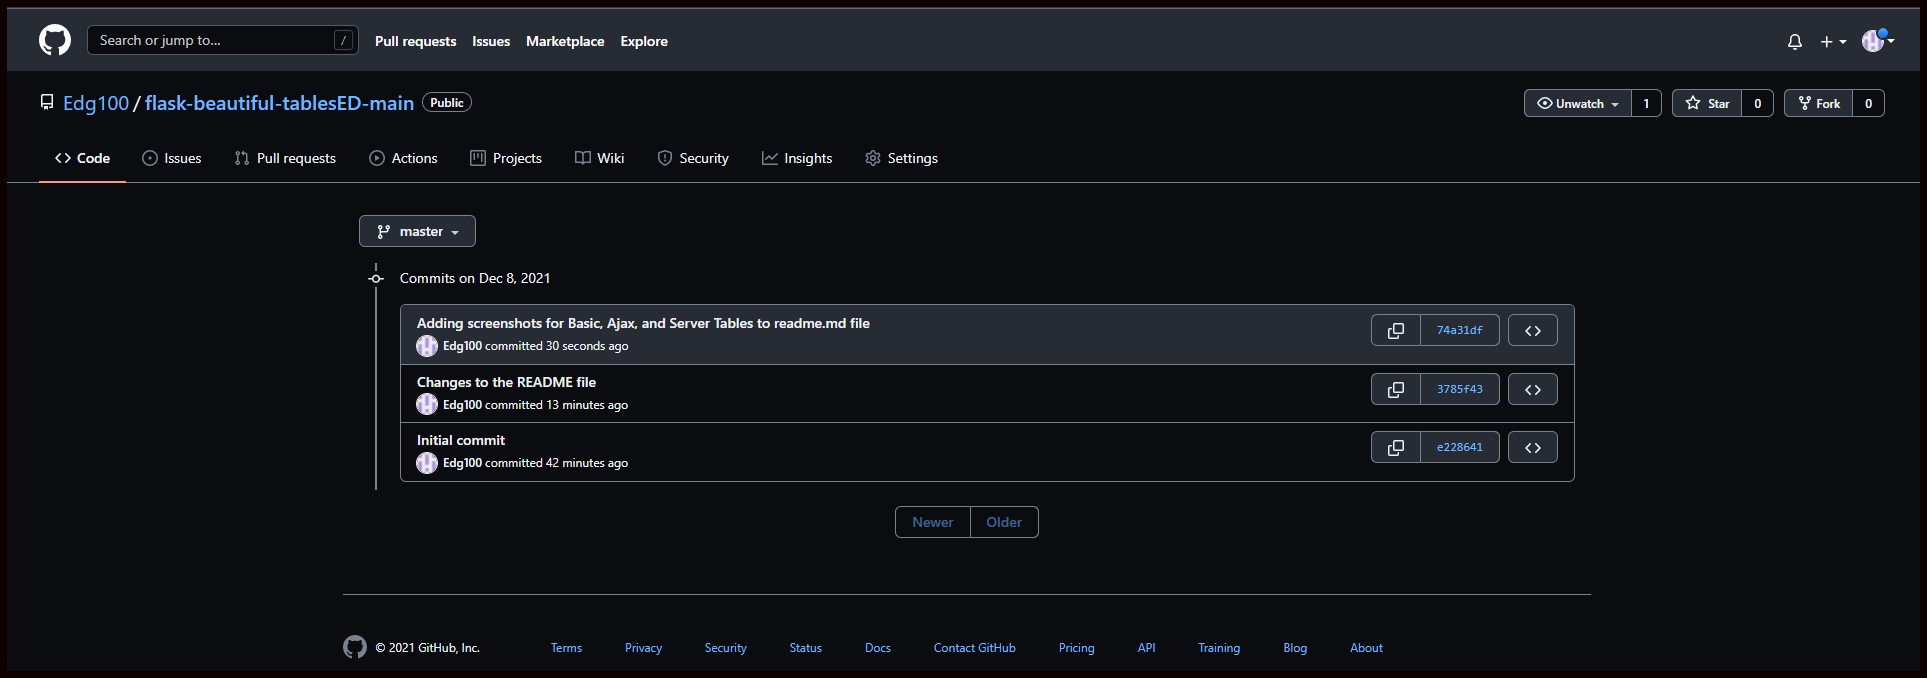 Search or jump to... / Pull requests Issues Marketplace Explore
Edg100 / flask-beautiful-tablesED-main Public Unwatch 1 Star 0 Fork 0
Code Issues Pull requests Actions Projects Wiki Security Insights Settings
master
Commits on Dec 8, 2021
Adding screenshots for Basic, Ajax, and Server Tables to readme.md file
Edg100 committed 30 seconds ago
74a31df
Changes to the README file
Edg100 committed 13 minutes ago
3785f43
Initial commit
Edg100 committed 42 minutes ago
e228641
Newer Older
© 2021 GitHub, Inc. Terms Privacy Security Status Docs Contact GitHub Pricing API Training Blog About